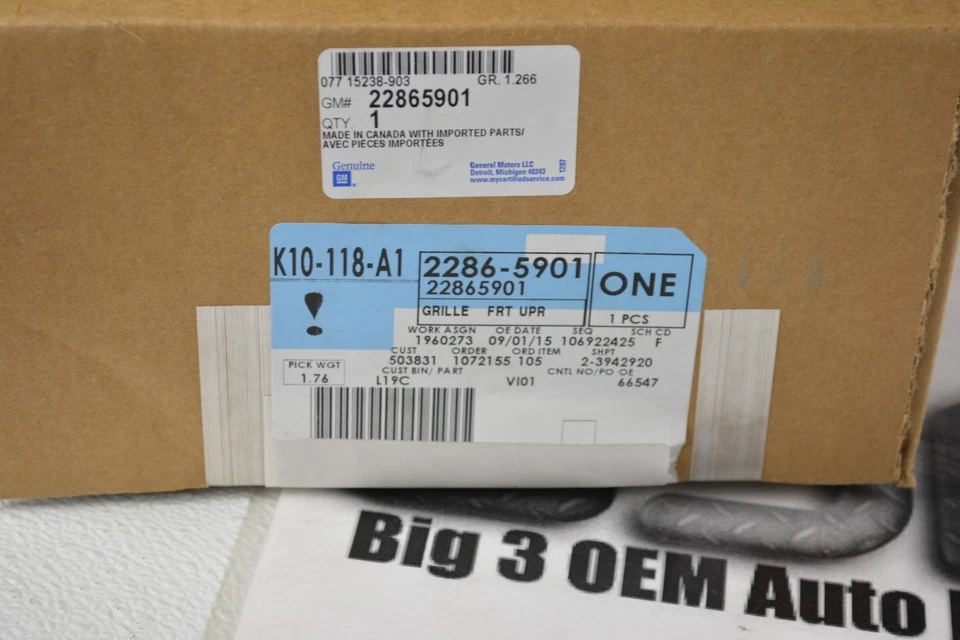 077 15238-903 GR. 1.266
GM# 22865901
QTY. 1
MADE IN CANADA WITH IMPORTED PARTS/
AVEC PIÈCES IMPORTÉES
Genuine
GM
General Motors LLC
Detroit, Michigan 48243
www.mycertifiedservice.com
1207
K10-118-A1
2286-5901
22865901
ONE
GRILLE FRT UPR
1 PCS
WORK ASGN OE DATE SEQ SCH CD
1960273 09/01/15 106922425 F
CUST ORDER ORD ITEM SHPT
503831 1072155 105 2-3942920
PICK WGT CUST BIN/ PART CNTL NO/PO OE
1.76 L19C VI01 66547
Big 3 OEM Auto